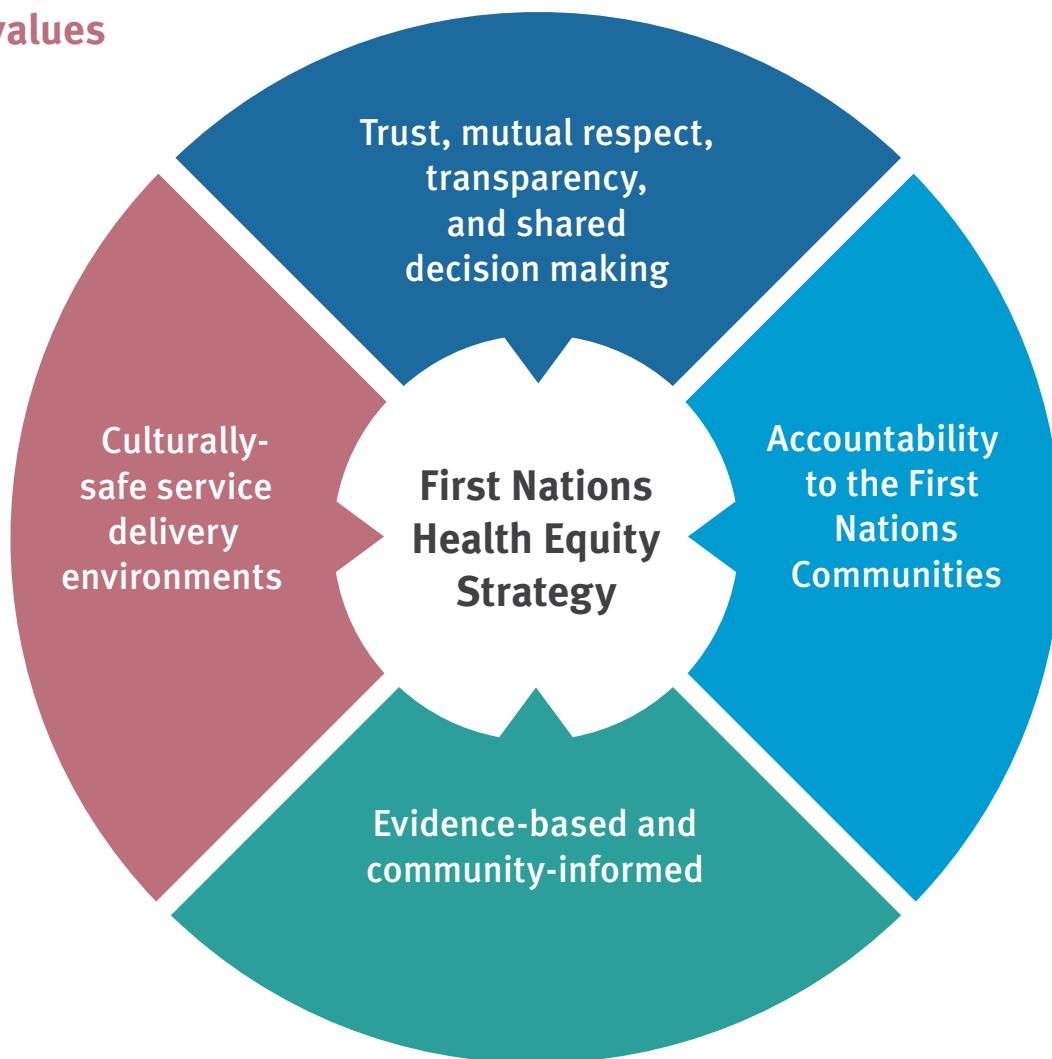 values
Trust, mutual respect,
transparency,
and shared
decision making
Culturally-
safe service
delivery
environments
First Nations
Health Equity
Strategy
Accountability
to the First
Nations
Communities
Evidence-based and
community-informed